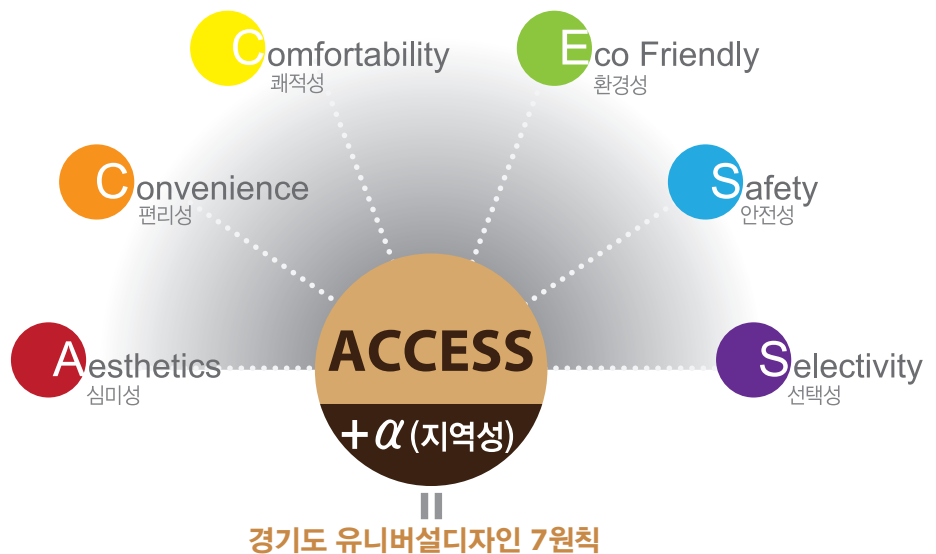 Comfortability
쾌적성
Eco Friendly
환경성
Convenience
편리성
Safety
안전성
Aesthetics
심미성
Selectivity
선택성
ACCESS
+α(지역성)
=
경기도 유니버설디자인 7원칙